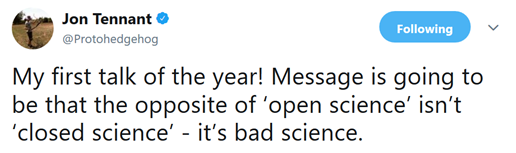 Jon Tennant
@Protohedgehog
Following
My first talk of the year! Message is going to
be that the opposite of ‘open science’ isn’t
‘closed science’ - it’s bad science.